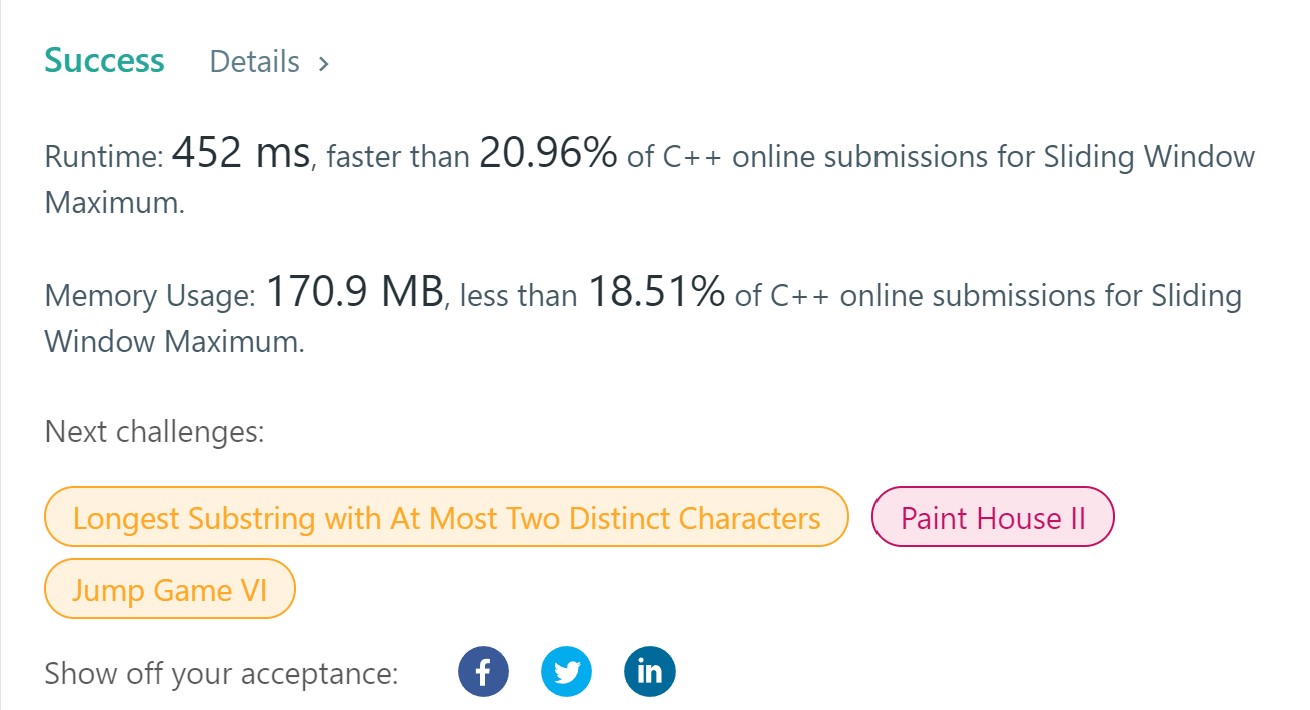 Success Details >
Runtime: 452 ms, faster than 20.96% of C++ online submissions for Sliding Window
Maximum.
Memory Usage: 170.9 MB, less than 18.51% of C++ online submissions for Sliding
Window Maximum.
Next challenges:
Longest Substring with At Most Two Distinct Characters Paint House II
Jump Game VI
Show off your acceptance: f in